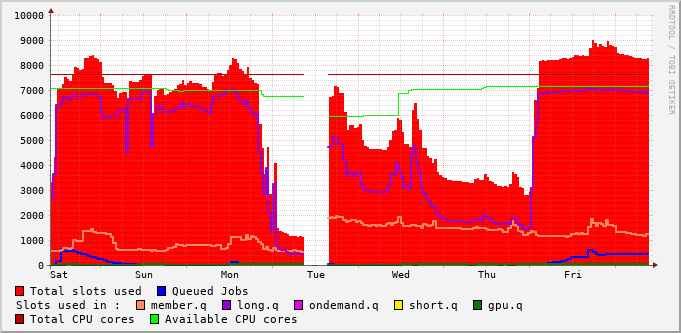 RRDTOOL / TOBI OETIKER
10000
9000
8000
7000
6000
5000
4000
3000
2000
1000
0
Sat Sun Mon Tue Wed Thu Fri
Total slots used Queued Jobs
Slots used in : member.q long.q ondemand.q short.q gpu.q
Total CPU cores Available CPU cores